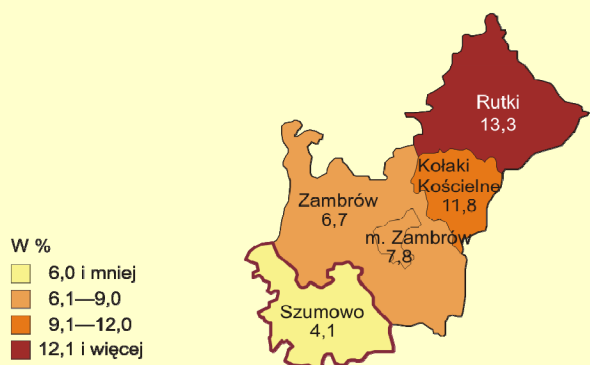 Rutki
13,3
Kołaki
Kościelne
11,8
Zambrów
6,7
m. Zambrów
7,8
Szumowo
4,1
W %
6,0 i mniej
6,1—9,0
9,1—12,0
12,1 i więcej